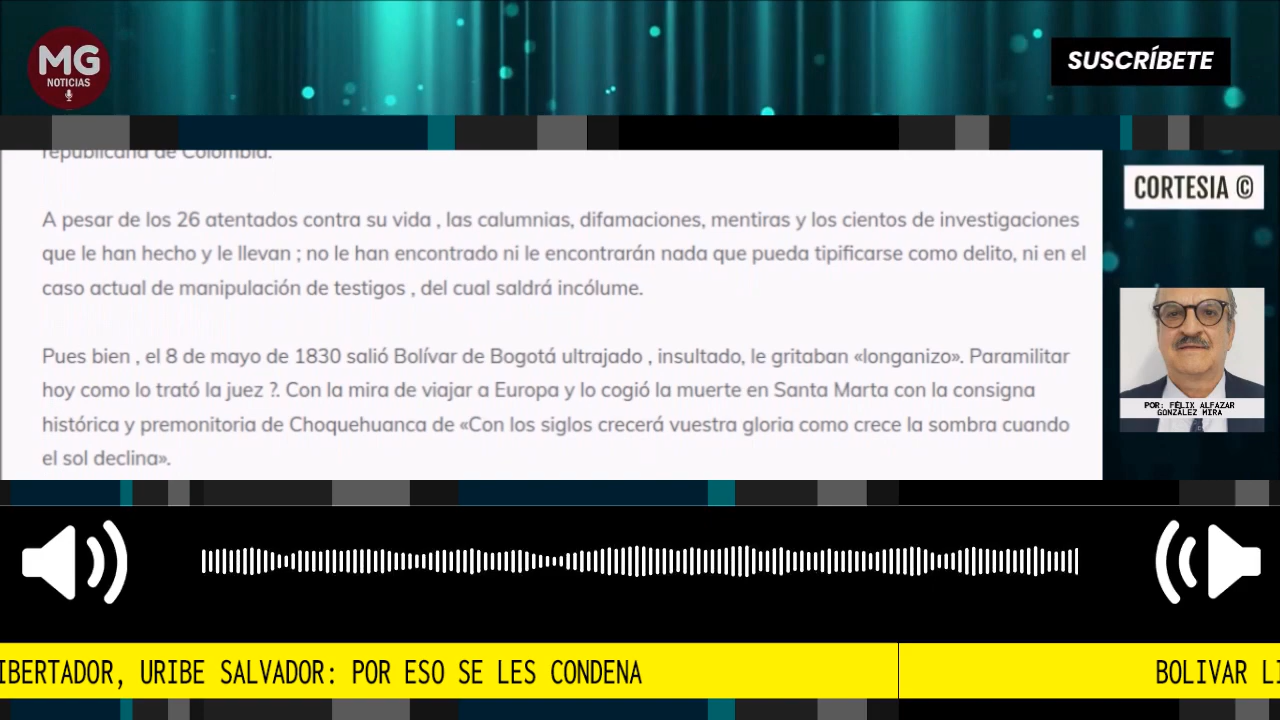 MG
NOTICIAS
SUSCRÍBETE
republicana de Colombia.
A pesar de los 26 atentados contra su vida , las calumnias, difamaciones, mentiras y los cientos de investigaciones
que le han hecho y le llevan ; no le han encontrado ni le encontrarán nada que pueda tipificarse como delito, ni en el
caso actual de manipulación de testigos , del cual saldrá incólume.
Pues bien , el 8 de mayo de 1830 salió Bolívar de Bogotá ultrajado , insultado, le gritaban «longanizo». Paramilitar
hoy como lo trató la juez ?. Con la mira de viajar a Europa y lo cogió la muerte en Santa Marta con la consigna
histórica y premonitoria de Choquehuanca de «Con los siglos crecerá vuestra gloria como crece la sombra cuando
el sol declina».
CORTESIA ©
POR: FÉLIX ALFAZAR
GONZÁLEZ MIRA
IBERTADOR, URIBE SALVADOR: POR ESO SE LES CONDENA
BOLIVAR LI